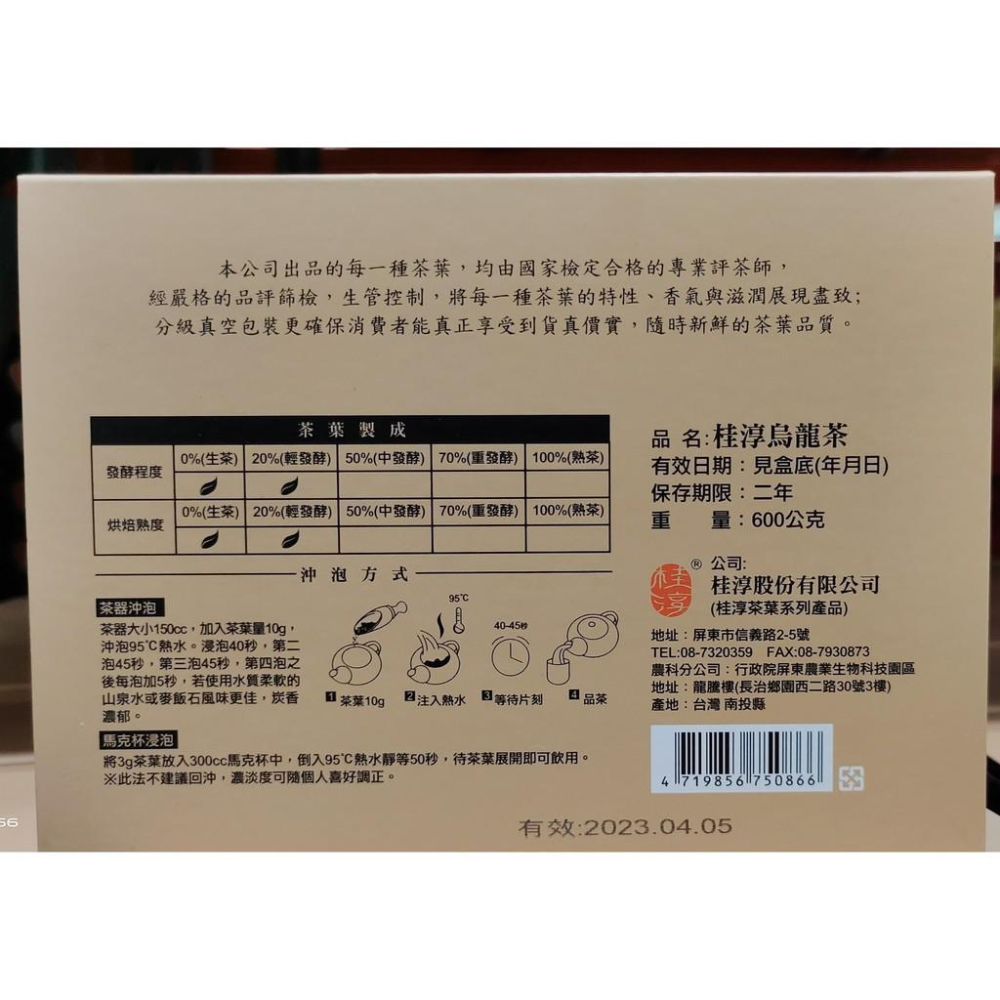 本公司出品的每一種茶葉，均由國家檢定合格的專業評茶師，
經嚴格的品評篩檢，生管控制，將每一種茶葉的特性、香氣與滋潤展現盡致;
分級真空包裝更確保消費者能真正享受到貨真價實，隨時新鮮的茶葉品質。
茶葉製成
發酵程度 0%(生茶) 20%(輕發酵) 50%(中發酵) 70%(重發酵) 100%(熟茶)
烘焙熟度 0%(生茶) 20%(輕發酵) 50%(中發酵) 70%(重發酵) 100%(熟茶)
沖泡方式
茶器沖泡
茶器大小150cc，加入茶葉量10g，
沖泡95℃熱水。浸泡40秒，第二
泡45秒，第三泡45秒，第四泡之
後每泡加5秒，若使用水質柔軟的
山泉水或麥飯石風味更佳，炭香
濃郁。
95℃
40-45秒
1 茶葉10g 2 注入熱水 3 等待片刻 4 品茶
馬克杯浸泡
將3g茶葉放入300cc馬克杯中，倒入95℃熱水靜等50秒，待茶葉展開即可飲用。
※此法不建議回沖，濃淡度可隨個人喜好調正。
品 名:桂淳烏龍茶
有效日期：見盒底(年月日)
保存期限：二年
重 量：600公克
桂淳 ® 公司:
桂淳股份有限公司
(桂淳茶葉系列產品)
地址：屏東市信義路2-5號
TEL:08-7320359 FAX:08-7930873
農科分公司：行政院屏東農業生物科技園區
地址：龍騰樓(長治鄉園西二路30號3樓)
產地：台灣 南投縣
4 719856 750866
有效:2023.04.05
66